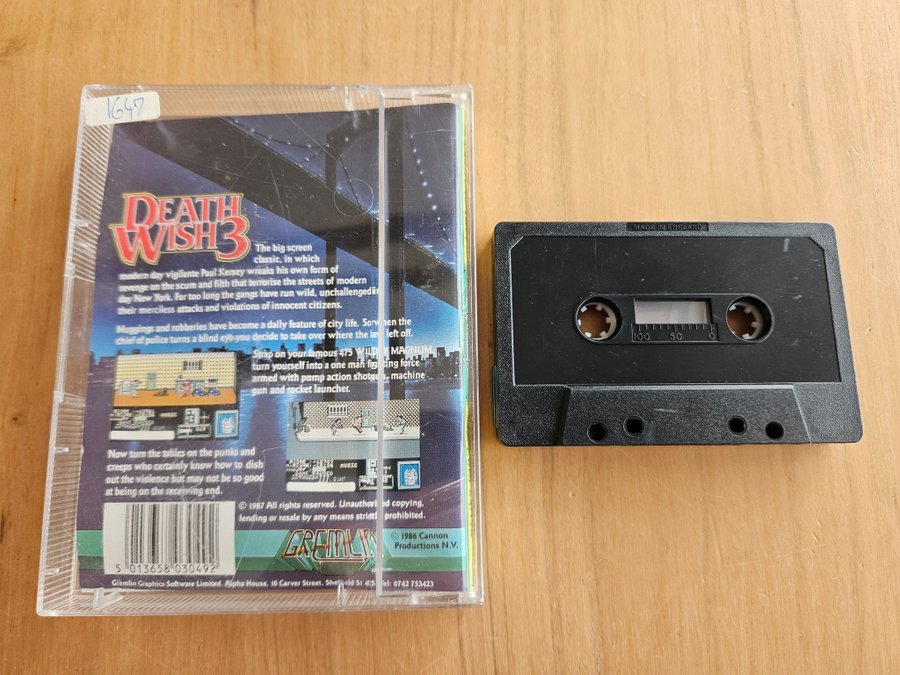 1647
DEATH
WISH 3
The big screen
classic, in which
modern day vigilante Paul Kersey wreaks his own form of
revenge on the scum and filth that terrorise the streets of modern
day New York. For too long the gangs have run wild, unchallenged in
their merciless attacks and violations of innocent citizens.
Muggings and robberies have become a daily feature of city life. So when the
chief of police turns a blind eye you decide to take over where the law left off.
Strap on your famous 475 WILDEY MAGNUM
turn yourself into a one man fighting force
armed with pump action shotgun, machine
gun and rocket launcher.
MUSIC
MUSIC
Now turn the tables on the punks and
creeps who certainly know how to dish
out the violence but may not be so good
at being on the receiving end.
© 1987 All rights reserved. Unauthorised copying,
lending or resale by any means strictly prohibited.
GREMLIN
© 1986 Cannon
Productions N.V.
5 013658 030492
Gremlin Graphics Software Limited, Alpha House, 10 Carver Street, Sheffield S1 4FS. Tel: 0742 753423
MADE IN ENGLAND
100 50 0